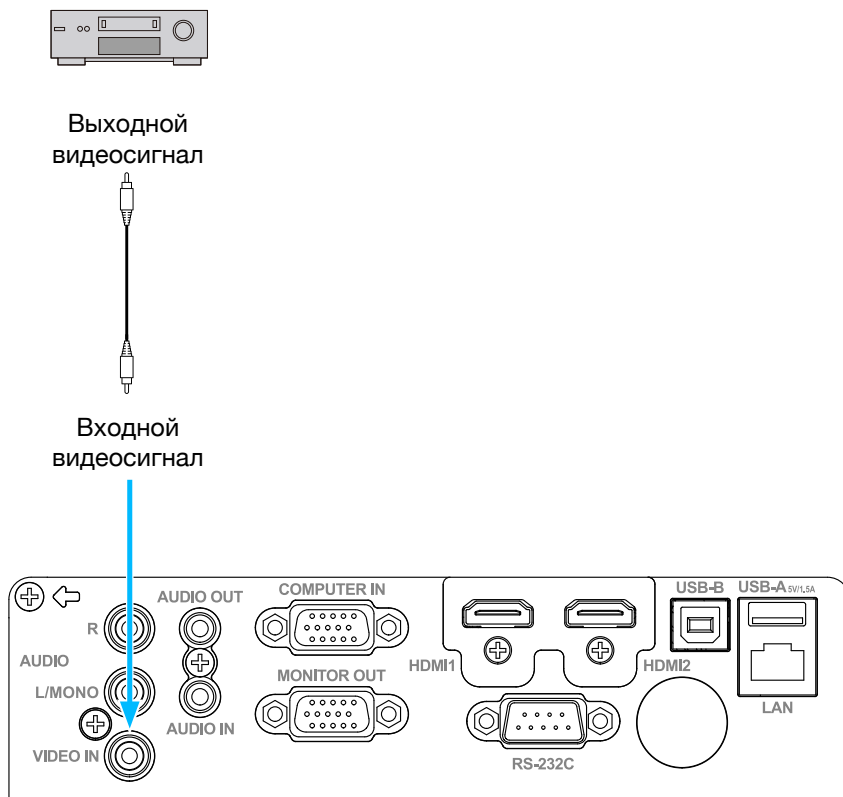 Выходной
видеосигнал
Входной
видеосигнал
AUDIO OUT
COMPUTER IN
USB-B
USB-A 5V/1.5A
R
AUDIO
HDMI1
HDMI2
L/MONO
MONITOR OUT
LAN
AUDIO IN
VIDEO IN
RS-232C